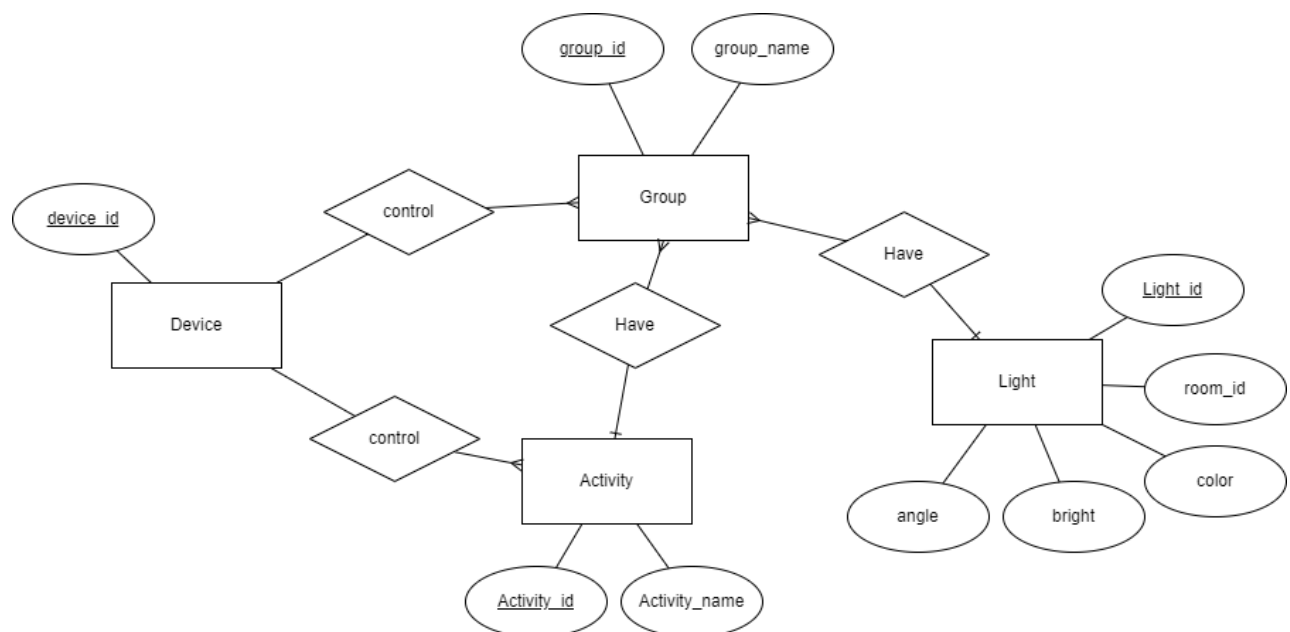 group_id
group_name
Group
control
device_id
Have
Light_id
Device
Have
Light
room_id
control
Activity
color
angle
bright
Activity_id
Activity_name